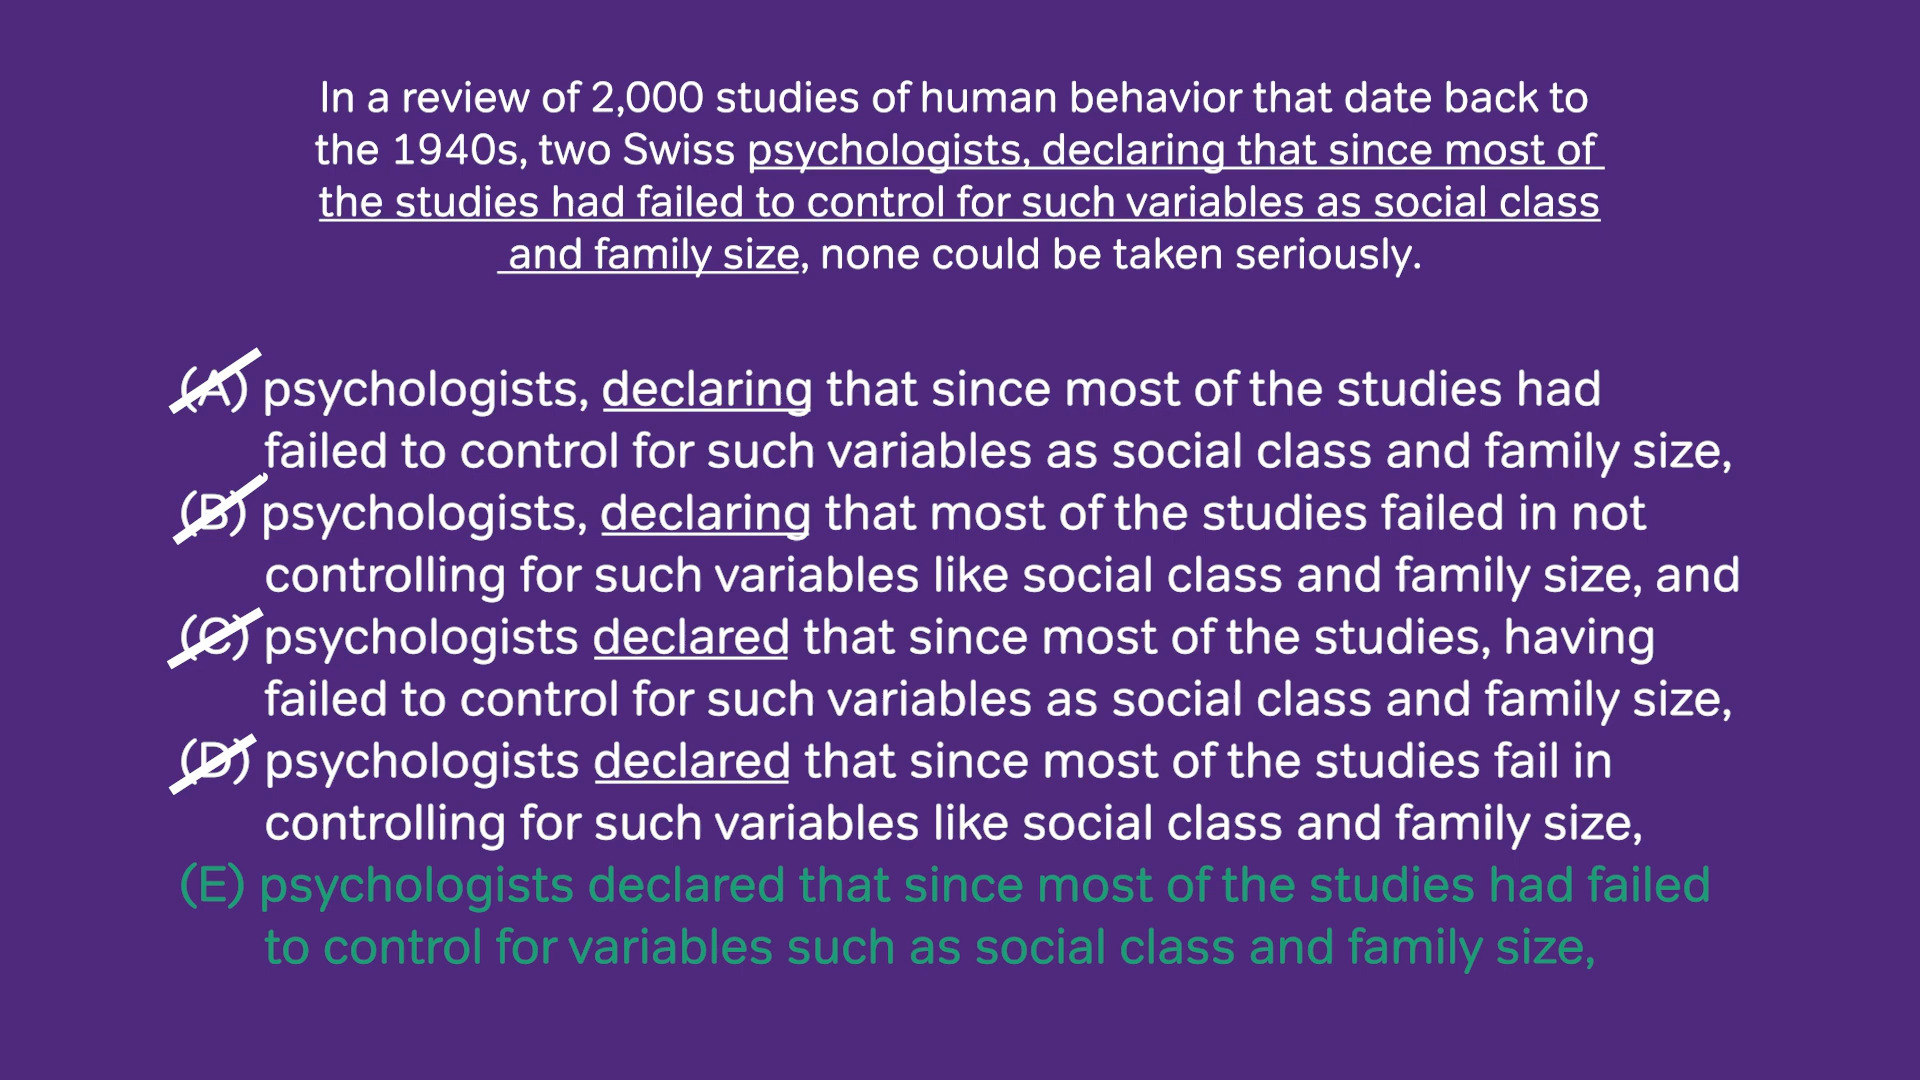 In a review of 2,000 studies of human behavior that date back to
the 1940s, two Swiss psychologists, declaring that since most of
the studies had failed to control for such variables as social class
and family size, none could be taken seriously.
(A) psychologists, declaring that since most of the studies had
failed to control for such variables as social class and family size,
(B) psychologists, declaring that most of the studies failed in not
controlling for such variables like social class and family size, and
(C) psychologists declared that since most of the studies, having
failed to control for such variables as social class and family size,
(D) psychologists declared that since most of the studies fail in
controlling for such variables like social class and family size,
(E) psychologists declared that since most of the studies had failed
to control for variables such as social class and family size,